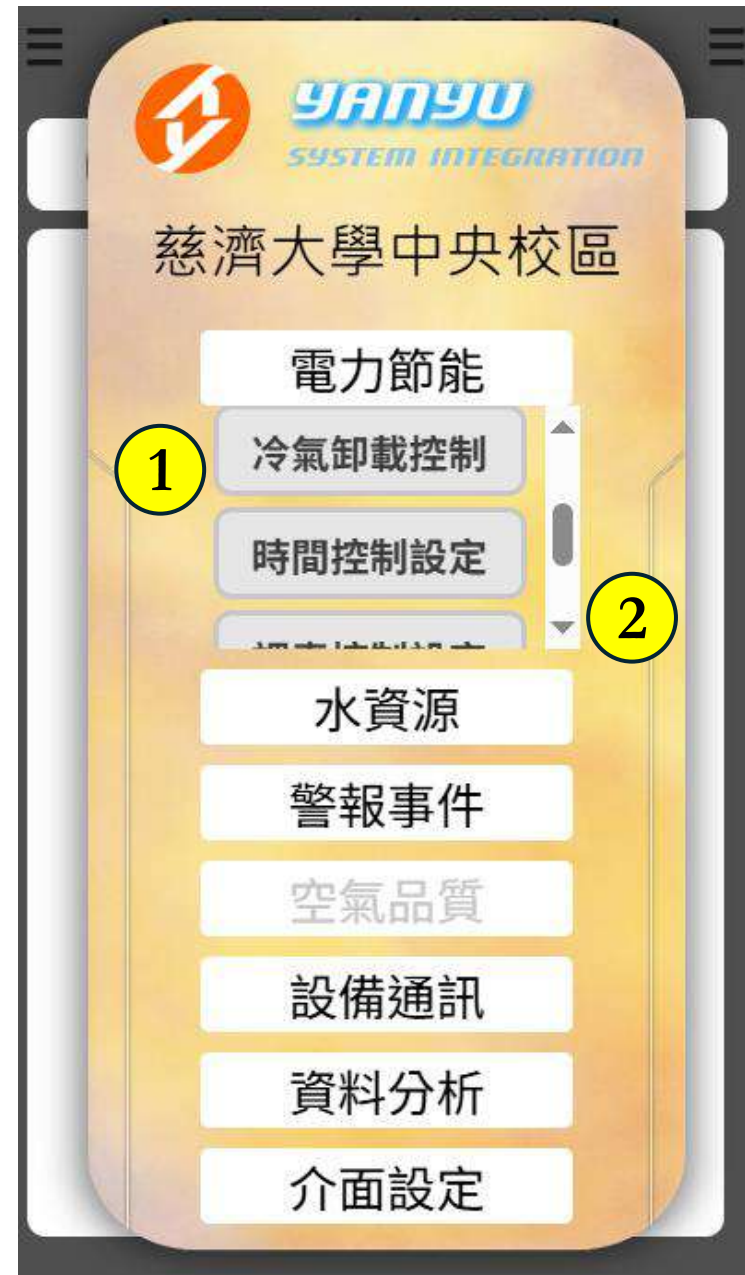 YANYU
SYSTEM INTEGRATION
慈濟大學中央校區
電力節能
1
冷氣卸載控制
時間控制設定
2
水資源
警報事件
空氣品質
設備通訊
資料分析
介面設定